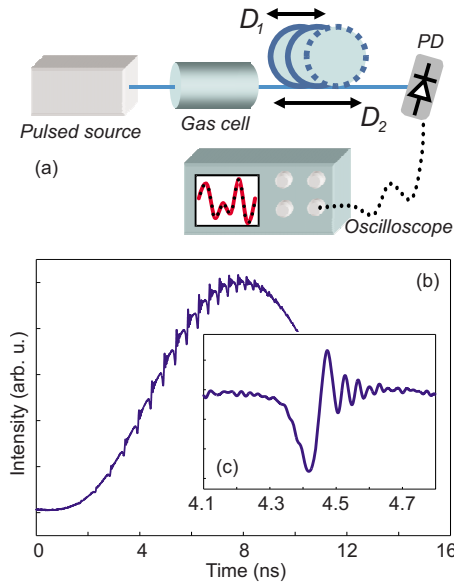 D1
PD
D2
Pulsed source
Gas cell
(a)
Oscilloscope
(b)
Intensity (arb. u.)
(c)
4.1 4.3 4.5 4.7
0 4 8 12 16
Time (ns)